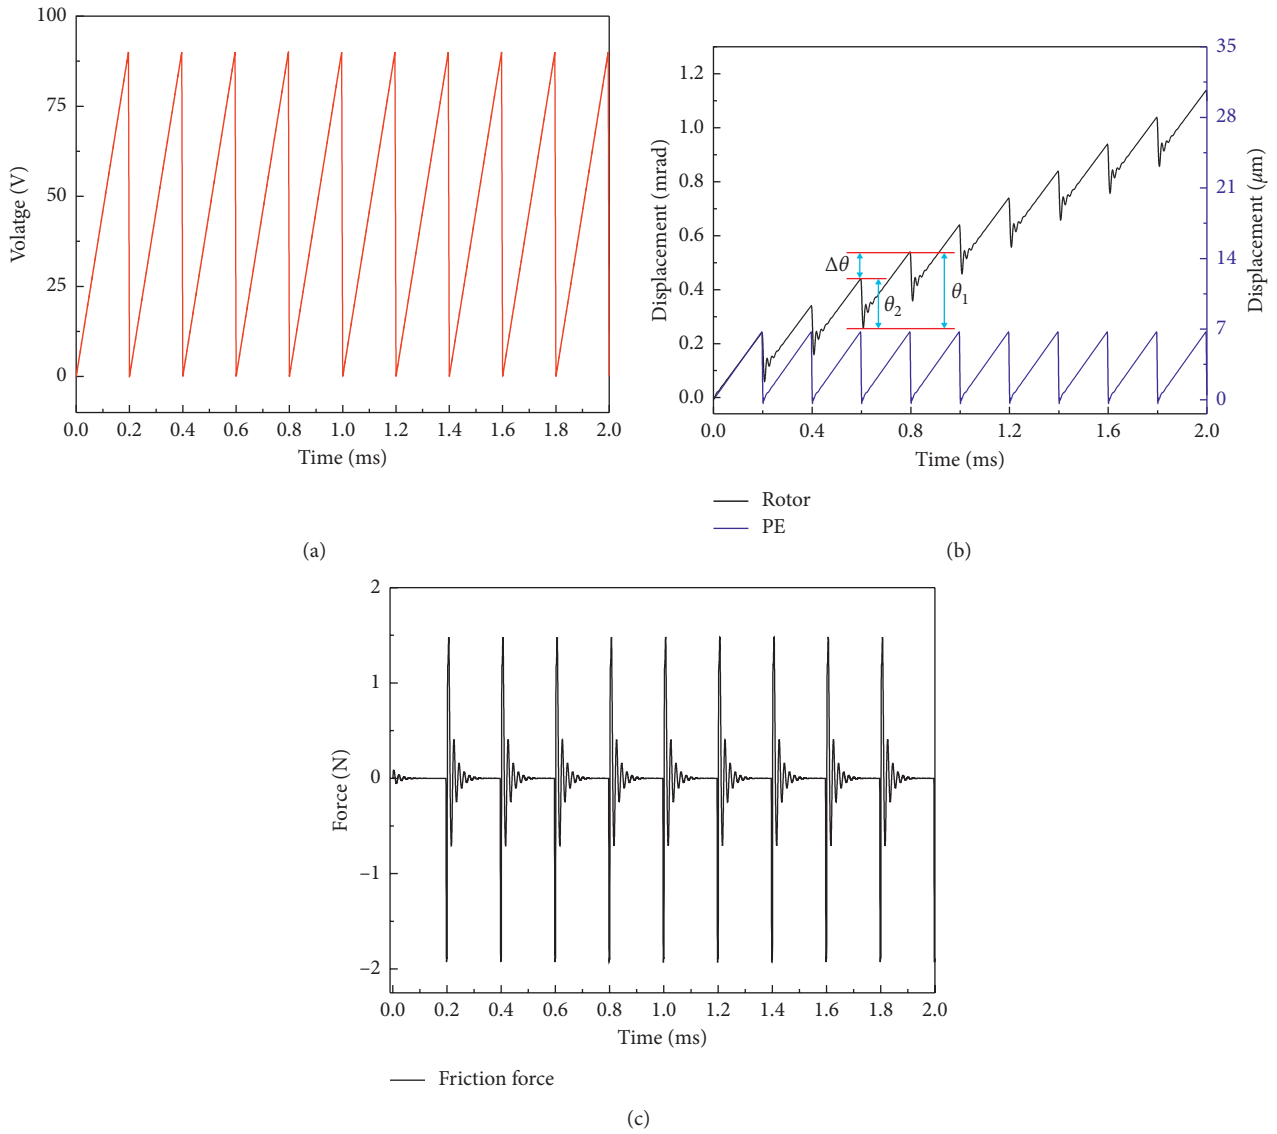 100
75
50
25
0
Volatge (V)
0.0 0.2 0.4 0.6 0.8 1.0 1.2 1.4 1.6 1.8 2.0
Time (ms)
(a)
1.2
1.0
0.8
0.6
0.4
0.2
0.0
Displacement (mrad)
35
28
21
14
7
0
Displacement (μm)
Δθ
θ2
θ1
0.0 0.4 0.8 1.2 1.6 2.0
Time (ms)
Rotor
PE
(b)
2
1
0
−1
−2
Force (N)
0.0 0.2 0.4 0.6 0.8 1.0 1.2 1.4 1.6 1.8 2.0
Time (ms)
Friction force
(c)